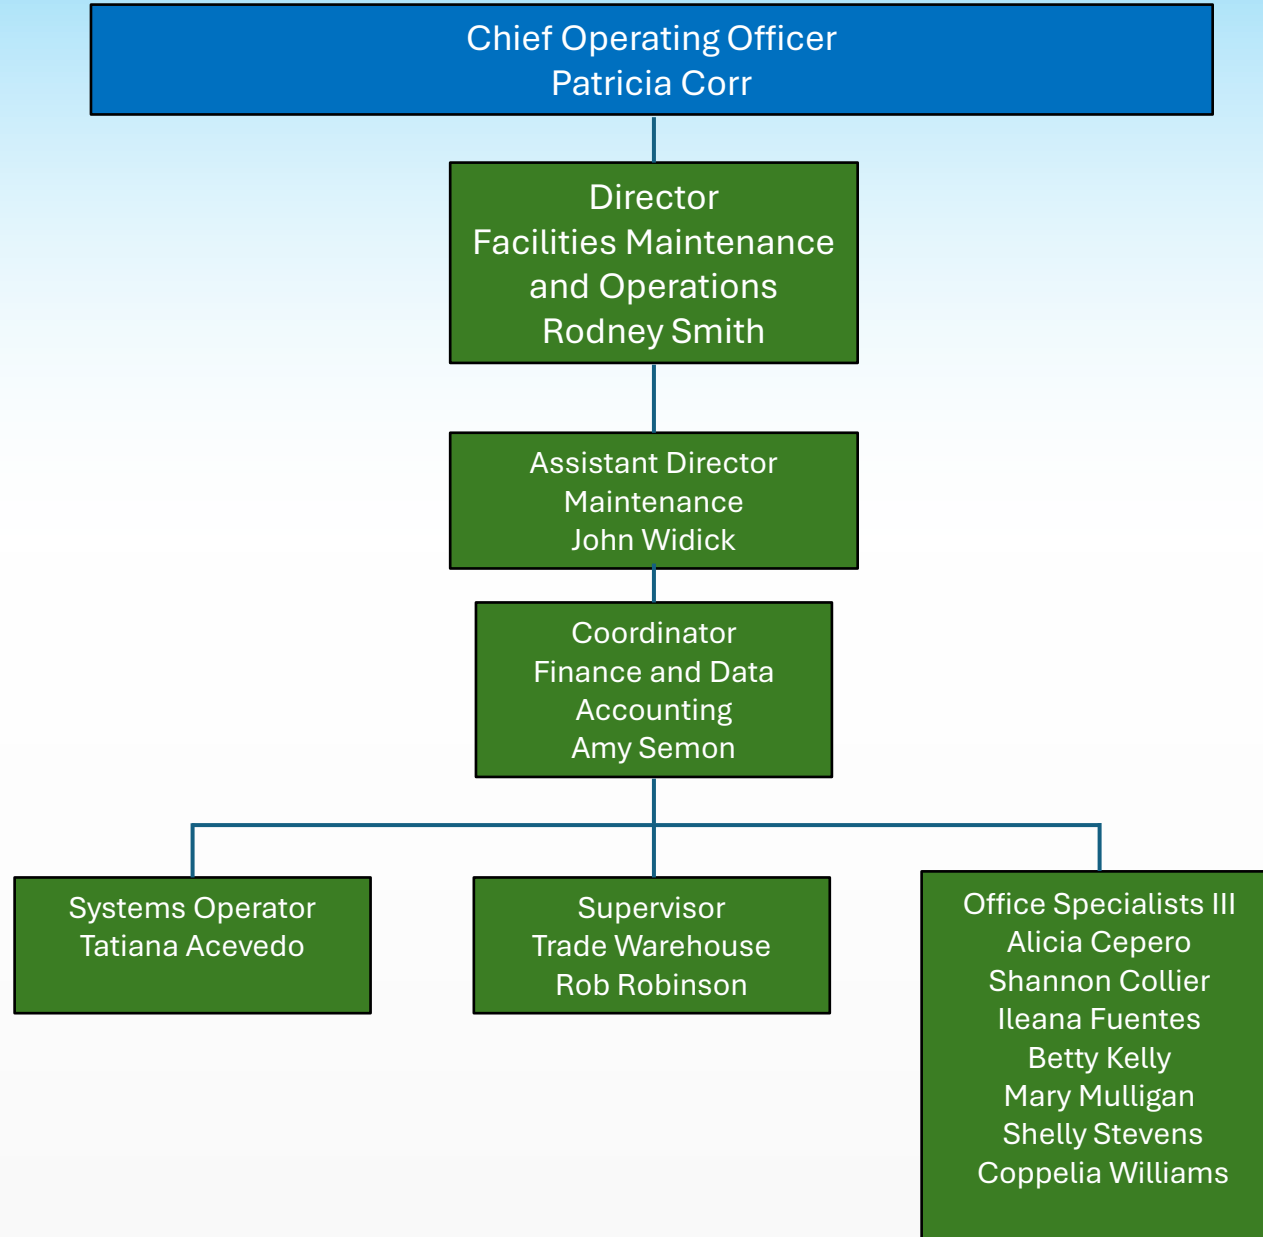 Chief Operating Officer
Patricia Corr
Director
Facilities Maintenance
and Operations
Rodney Smith
Assistant Director
Maintenance
John Widick
Coordinator
Finance and Data
Accounting
Amy Semon
Systems Operator
Tatiana Acevedo
Supervisor
Trade Warehouse
Rob Robinson
Office Specialists III
Alicia Cepero
Shannon Collier
Ileana Fuentes
Betty Kelly
Mary Mulligan
Shelly Stevens
Coppelia Williams